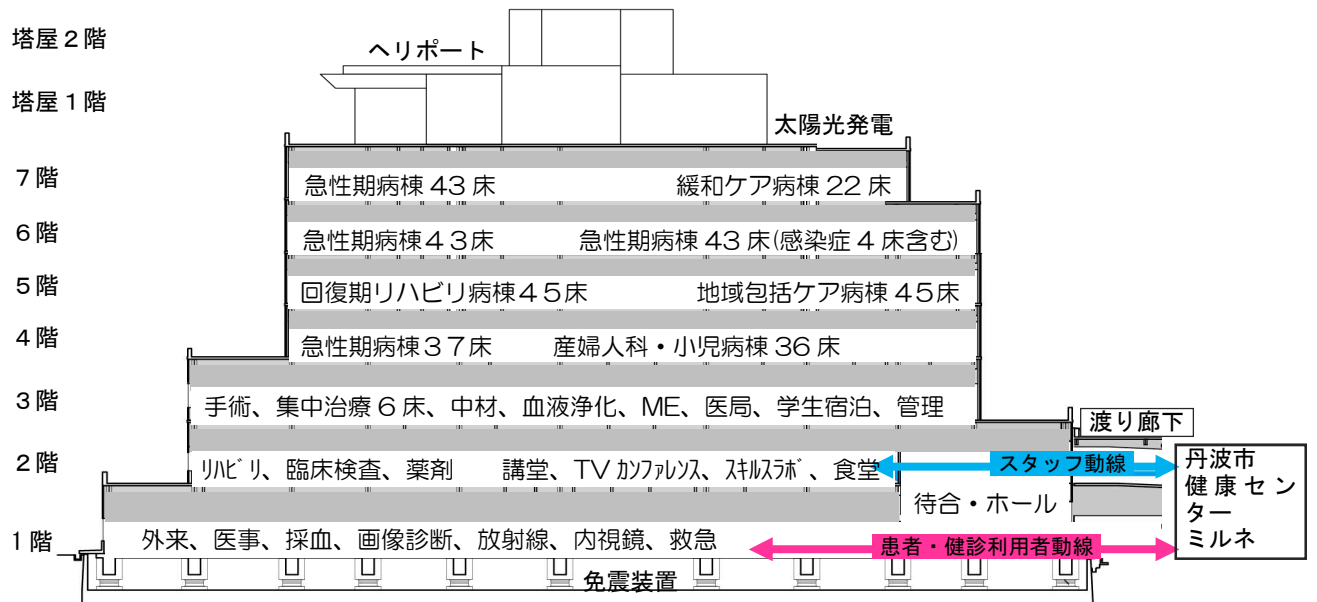 塔屋２階
ヘリポート
塔屋１階
太陽光発電
７階
急性期病棟 43 床
緩和ケア病棟 22 床
６階
急性期病棟４３床
急性期病棟 43 床(感染症 4 床含む)
５階
回復期リハビリ病棟４５床
地域包括ケア病棟 45床
４階
急性期病棟３７床
産婦人科・小児病棟 36 床
３階
手術、集中治療 6 床、中材、血液浄化、ME、医局、学生宿泊、管理
渡り廊下
２階
ﾘﾊﾋﾞﾘ、臨床検査、薬剤
講堂、TV ｶﾝﾌｧﾚﾝｽ、ｽｷﾙｽﾗﾎﾞ、食堂
スタッフ動線
丹波市
健康セン
ター
ミルネ
待合・ホール
１階
外来、医事、採血、画像診断、放射線、内視鏡、救急
患者・健診利用者動線
免震装置